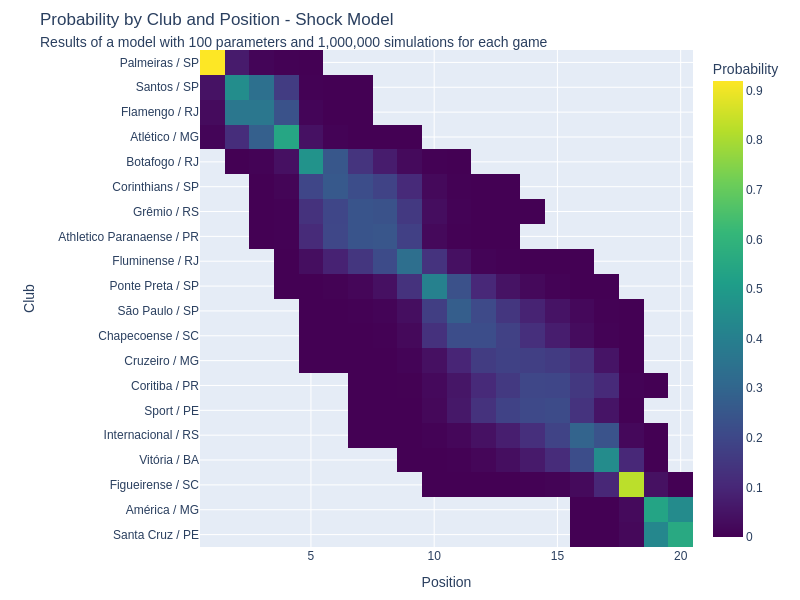 Probability by Club and Position - Shock Model
Results of a model with 100 parameters and 1,000,000 simulations for each game
Probability
Club
Palmeiras / SP
Santos / SP
Flamengo / RJ
Atlético / MG
Botafogo / RJ
Corinthians / SP
Grêmio / RS
Athletico Paranaense / PR
Fluminense / RJ
Ponte Preta / SP
São Paulo / SP
Chapecoense / SC
Cruzeiro / MG
Coritiba / PR
Sport / PE
Internacional / RS
Vitória / BA
Figueirense / SC
América / MG
Santa Cruz / PE
0.9
0.8
0.7
0.6
0.5
0.4
0.3
0.2
0.1
0
5 10 15 20
Position